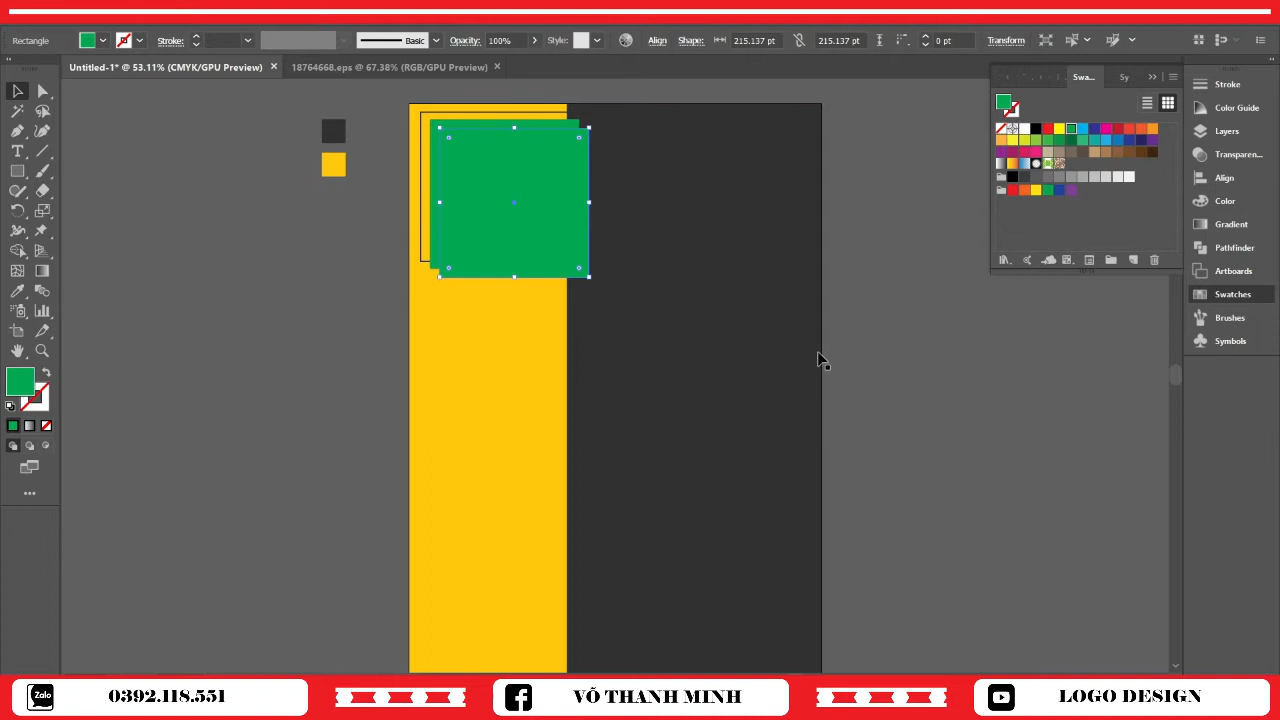 Rectangle Stroke: Basic Opacity: 100% Style: Align Shape: 215.137 pt 215.137 pt 0 pt Transform
Untitled-1* @ 53.11% (CMYK/GPU Preview) × 18764668.eps @ 67.38% (RGB/GPU Preview) ×
Swa... Sy
Stroke
Color Guide
Layers
Transparen...
Align
Color
Gradient
Pathfinder
Artboards
Swatches
Brushes
Symbols
Zalo 0392.118.551 VÕ THANH MINH LOGO DESIGN